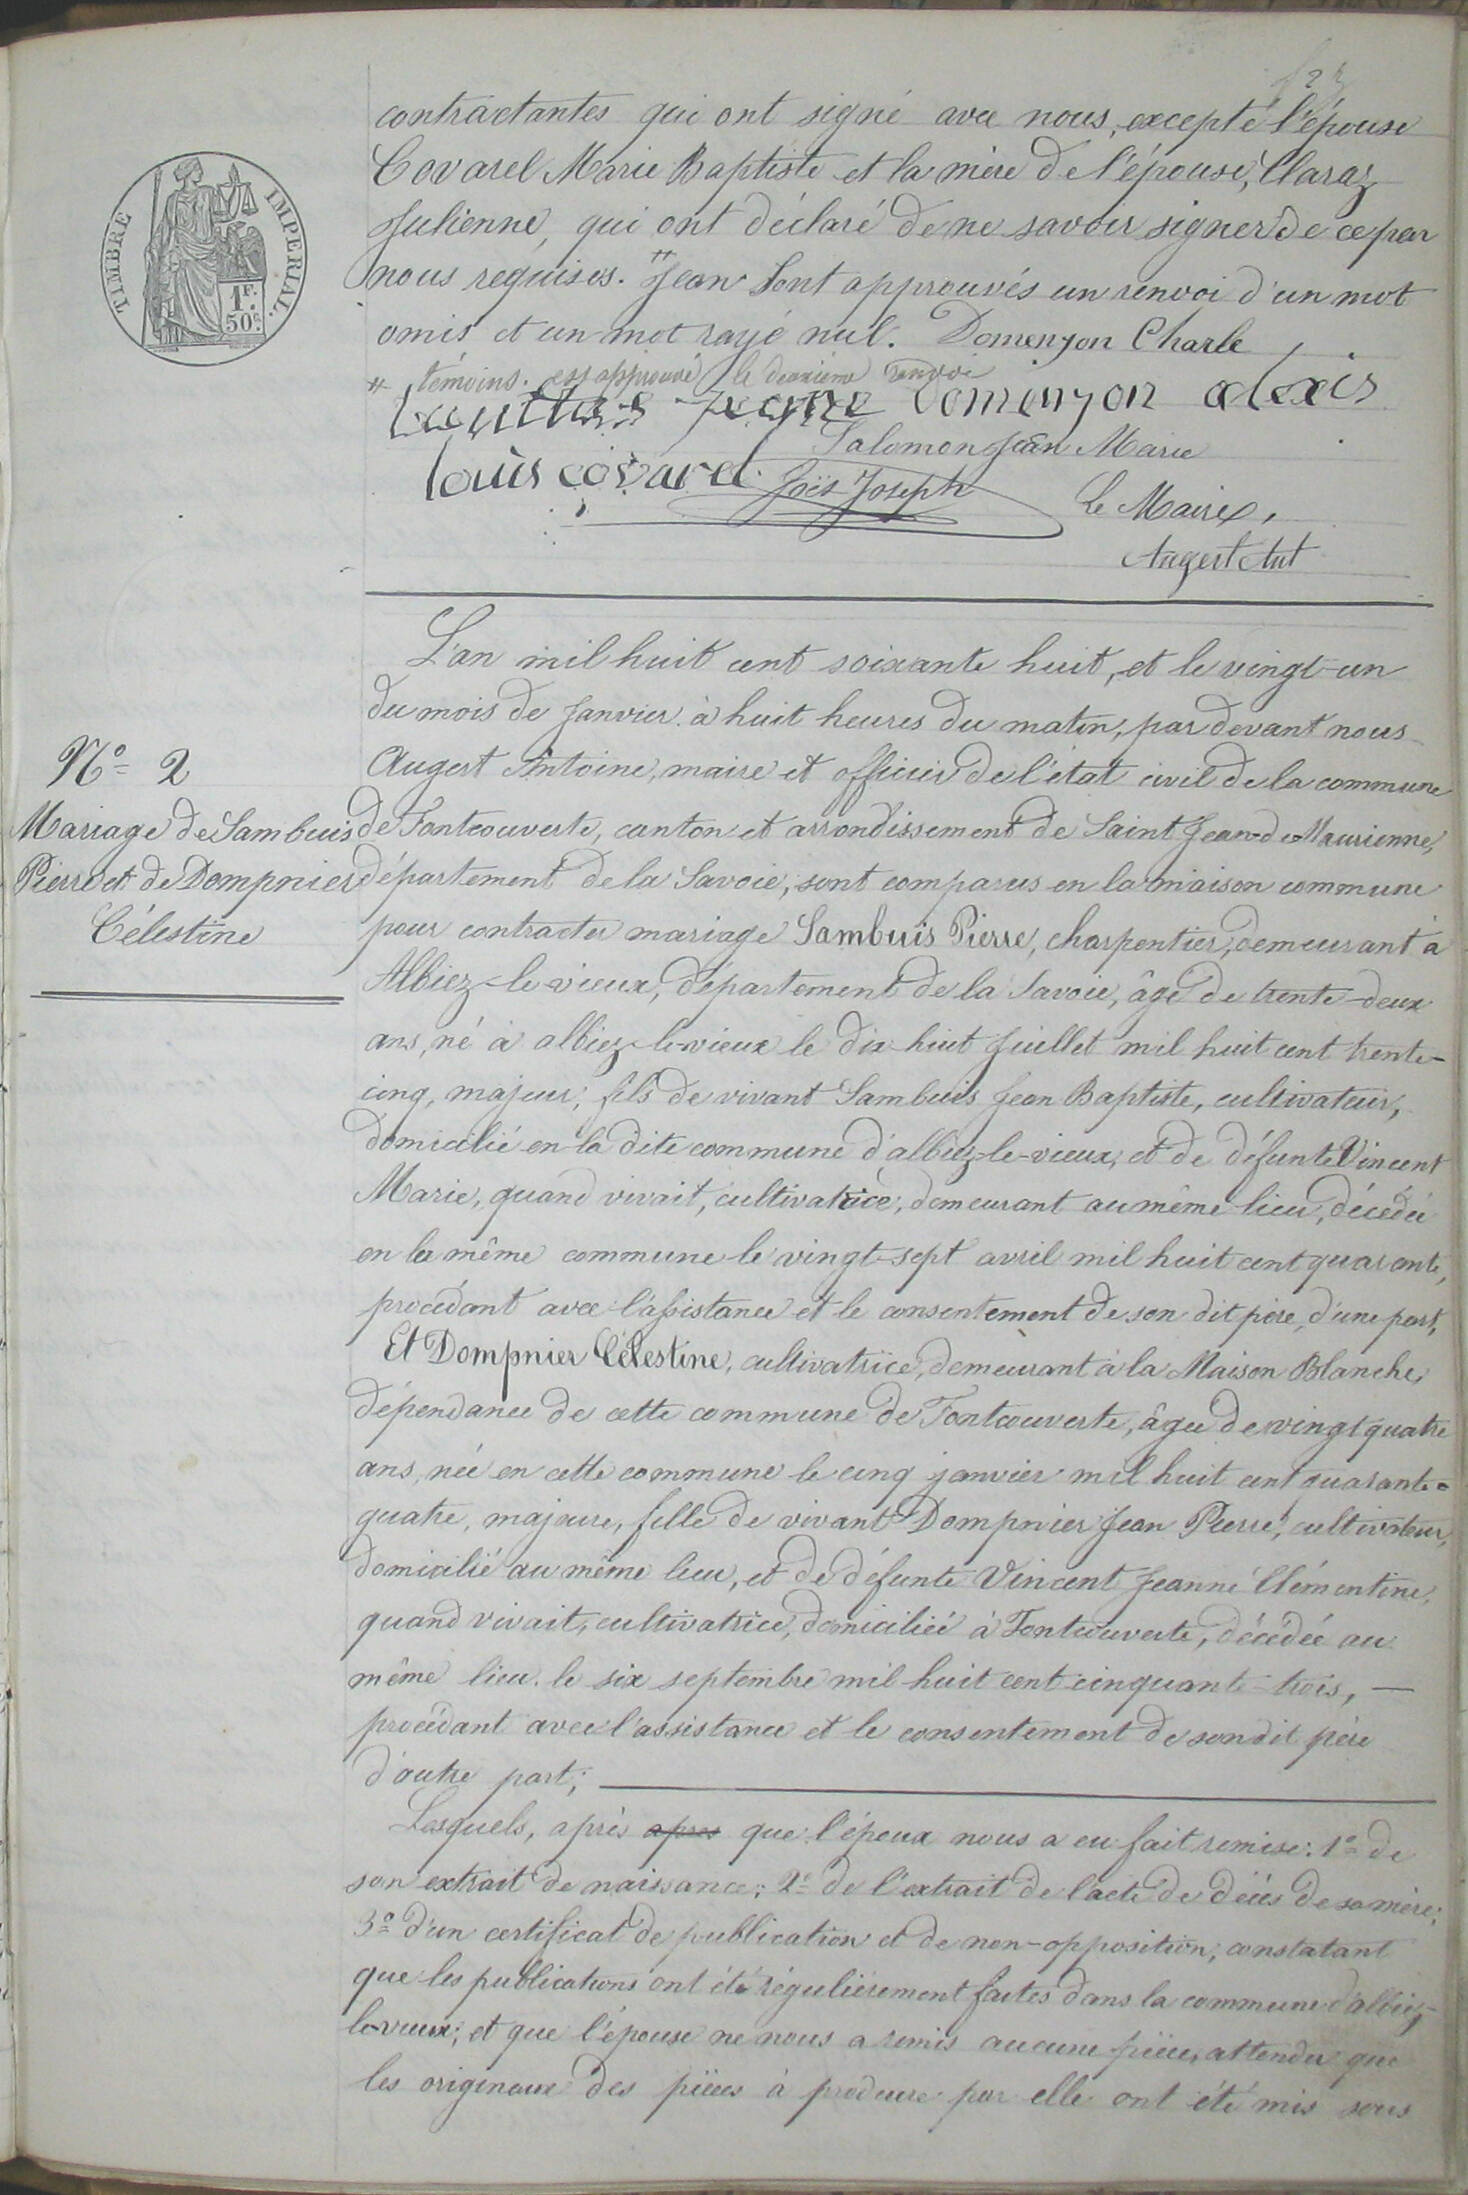 contractantes qui ont signé avec nous, excepté l'épouse
Covarel Marie Baptiste et la mère de l'épouse, Claraz
Julienne, qui ont déclaré de ne savoir signer de ce par
nous requises. # Jean Sont approuvés un renvoi d'un mot
omis et un mot rayé nul. Domenjon Charle
# témoins. est approuvé le deuxième renvoi
Domenjon alexis
Salomon Jean Marie
louis covarel Joseph
Le Maire,
Augert Ant
TIMBRE IMPERIAL.
1F.
50c.
L'an mil huit cent soixante huit, et le vingt-un
du mois de Janvier à huit heures du matin, par devant nous
Augert Antoine, maire et officier de l'état civil de la commune
de Fontcouverte, canton et arrondissement de Saint Jean-de-Maurienne,
département de la Savoie, sont comparus en la maison commune
pour contracter mariage Sambuis Pierre, charpentier, demeurant à
Albiez-le-vieux, département de la Savoie, âgé de trente-deux
ans, né à albiez-le-vieux le dix-huit Juillet mil huit cent trente-
cinq, majeur, fils de vivant Sambuis Jean Baptiste, cultivateur,
domicilié en la dite commune d'albiez-le-vieux, et de défunte Vincent
Marie, quand vivait, cultivatrice, demeurant au même lieu, décédée
en la même commune le vingt-sept avril mil huit cent quarante,
procédant avec l'assistance et le consentement de son dit père, d'une part,
Et Dompnier Célestine, cultivatrice, demeurant à la Maison Blanche,
dépendance de cette commune de Fontcouverte, âgée de vingt quatre
ans, née en cette commune le cinq janvier mil huit cent quarante-
quatre, majeure, fille de vivant Dompnier Jean Pierre, cultivateur,
domicilié au même lieu, et de défunte Vincent Jeanne Clémentine,
quand vivait, cultivatrice, domiciliée à Fontcouverte, décédée au
même lieu le six septembre mil huit cent cinquante trois, —
procédant avec l'assistance et le consentement de son dit père
d'autre part;
Lesquels, après apres que l'époux nous a eu fait remise: 1° de
son extrait de naissance; 2° de l'extrait de l'acte de décès de sa mère;
3° d'un certificat de publication et de non-opposition, constatant
que les publications ont été régulièrement faites dans la commune d'albiez-
le-vieux; et que l'épouse ne nous a remis aucune pièce, attendu que
les originaux des pièces à produire par elle ont été mis sous
N° 2
Mariage de Sambuis
Pierre et de Dompnier
Célestine